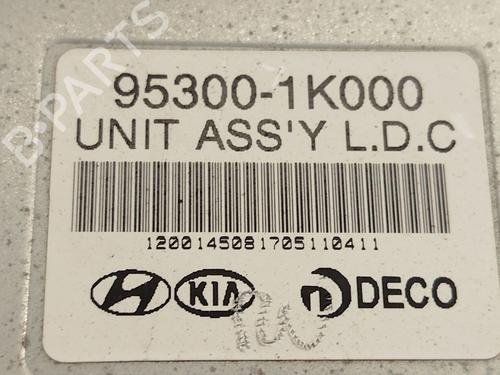 B-PARTS
95300-1K000
UNIT ASS'Y L.D.C
1200145081705110411
KIA DECO